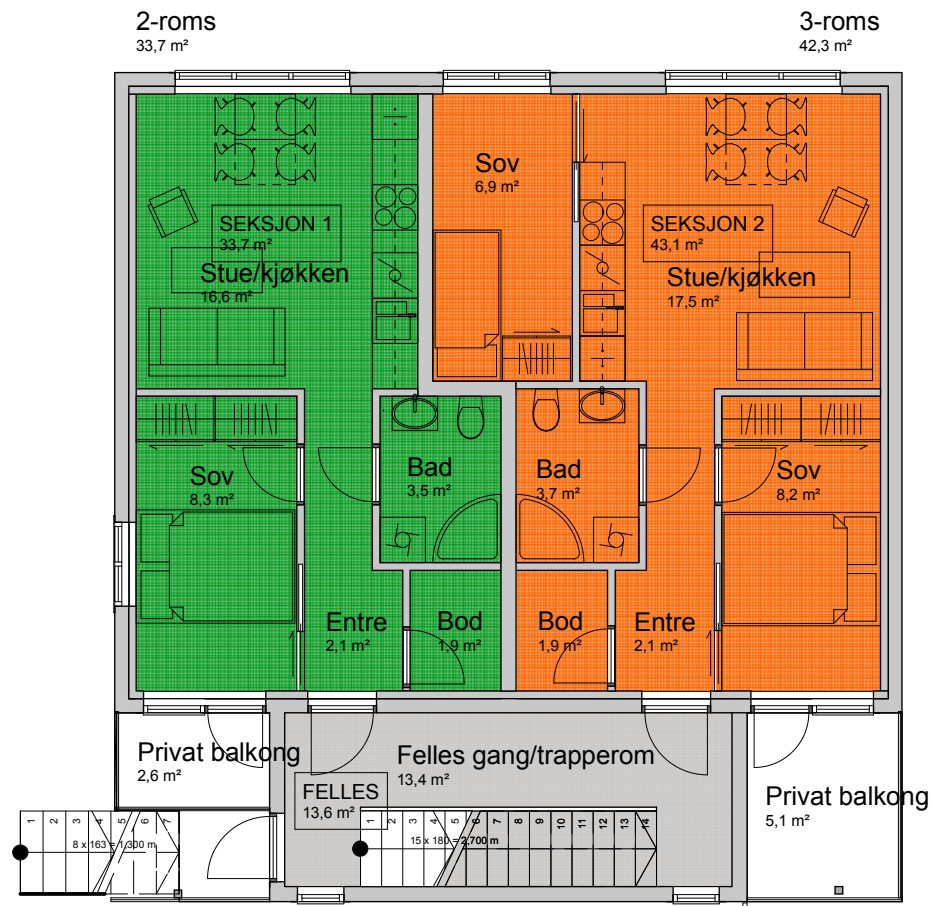 2-roms
33,7 m²
3-roms
42,3 m²
Sov
6,9 m²
SEKSJON 1
33,7 m²
Stue/kjøkken
16,6 m²
SEKSJON 2
43,1 m²
Stue/kjøkken
17,5 m²
Sov
8,3 m²
Bad
3,5 m²
Bad
3,7 m²
Sov
8,2 m²
Entre
2,1 m²
Bod
1,9 m²
Bod
1,9 m²
Entre
2,1 m²
Privat balkong
2,6 m²
Felles gang/trapperom
13,4 m²
FELLES
13,6 m²
Privat balkong
5,1 m²
1 2 3 4 5 6 7
8 x 163 = 1,300 m
1 2 3 4 5 6 7 8 9 10 11 12 13 14
15 x 180 = 2,700 m